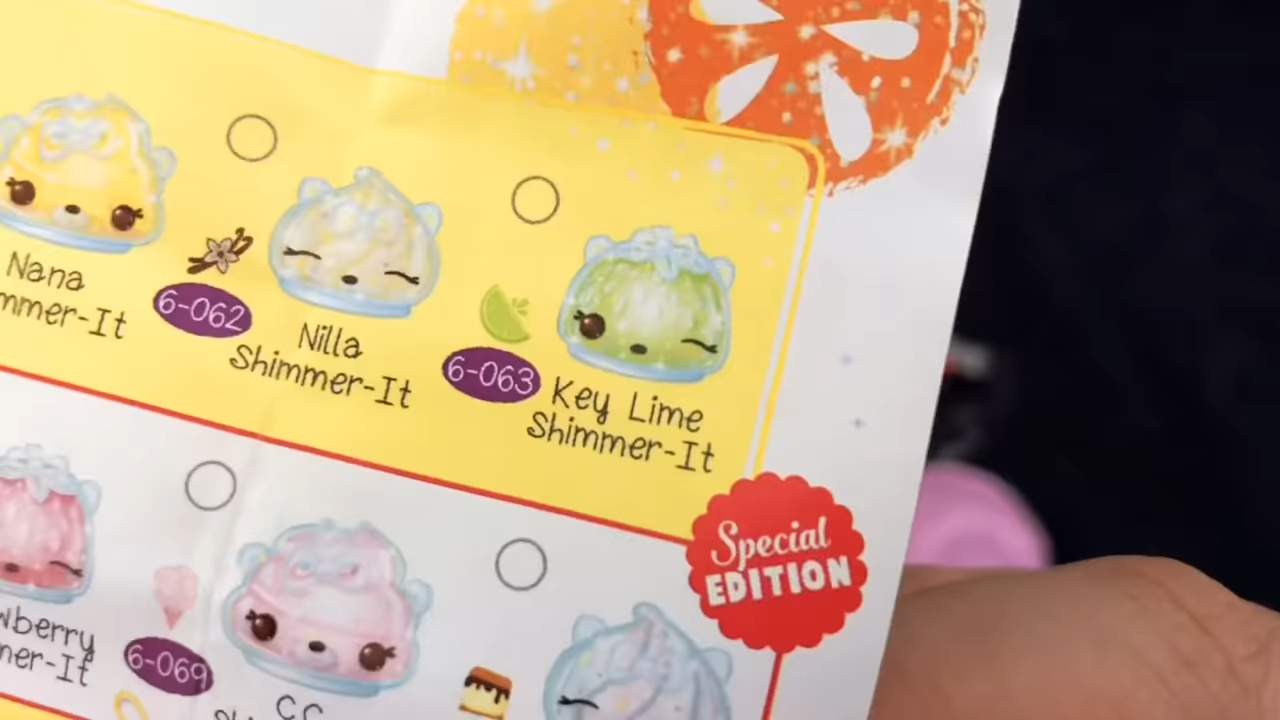 Nana
mmer-It
6-062
Nilla
Shimmer-It
6-063
Key Lime
Shimmer-It
Special
EDITION
wberry
mer-It
6-069
CC